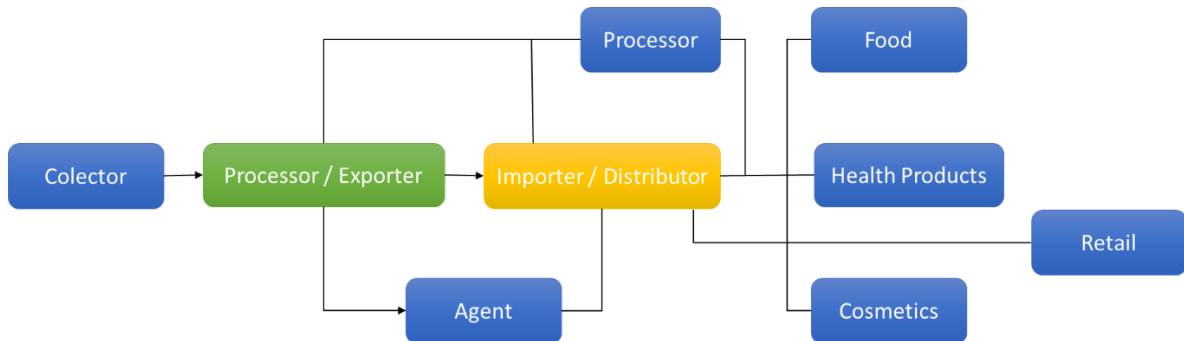 Processor
Food
Colector
Processor / Exporter
Importer / Distributor
Health Products
Retail
Agent
Cosmetics